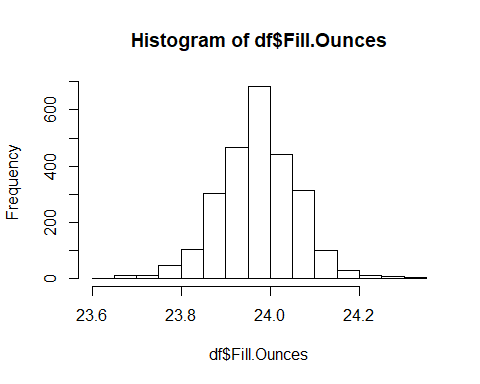 Histogram of df$Fill.Ounces
Frequency
600
400
200
0
23.6 23.8 24.0 24.2
df$Fill.Ounces